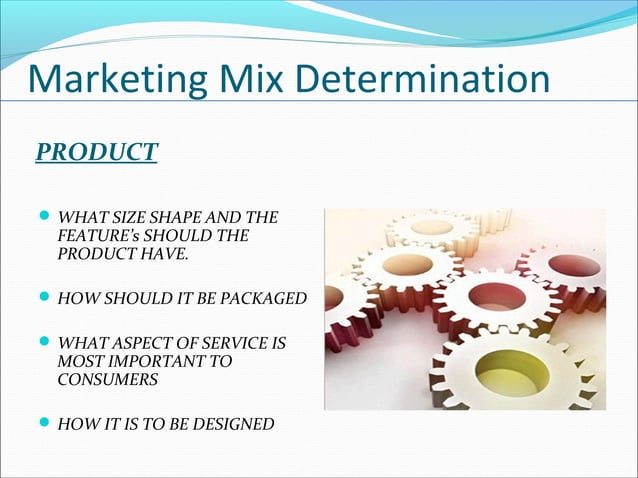 Marketing Mix Determination
PRODUCT
WHAT SIZE SHAPE AND THE
FEATURE's SHOULD THE
PRODUCT HAVE.
HOW SHOULD IT BE PACKAGED
WHAT ASPECT OF SERVICE IS
MOST IMPORTANT TO
CONSUMERS
HOW IT IS TO BE DESIGNED